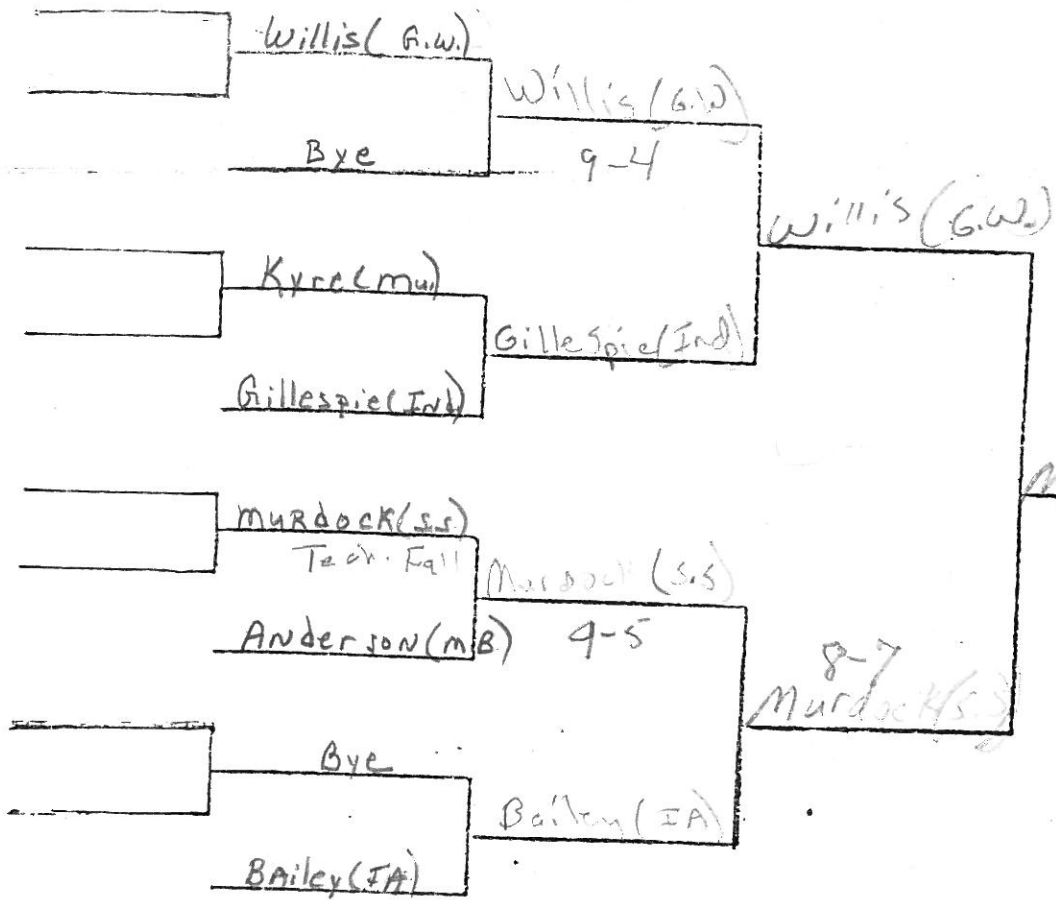 Willis (G.W.)
Willis (G.W)
Bye
9-4
Willis (G.W.)
Kyre (Mu.)
Gillespie (Ind)
Gillespie (Ind)
Murdock (S.S)
Tech. Fall
Murdock (S.S)
Anderson (M.B)
9-5
8-7
Murdock (S.S)
Bye
Bailey (IA)
Bailey (IA)
M